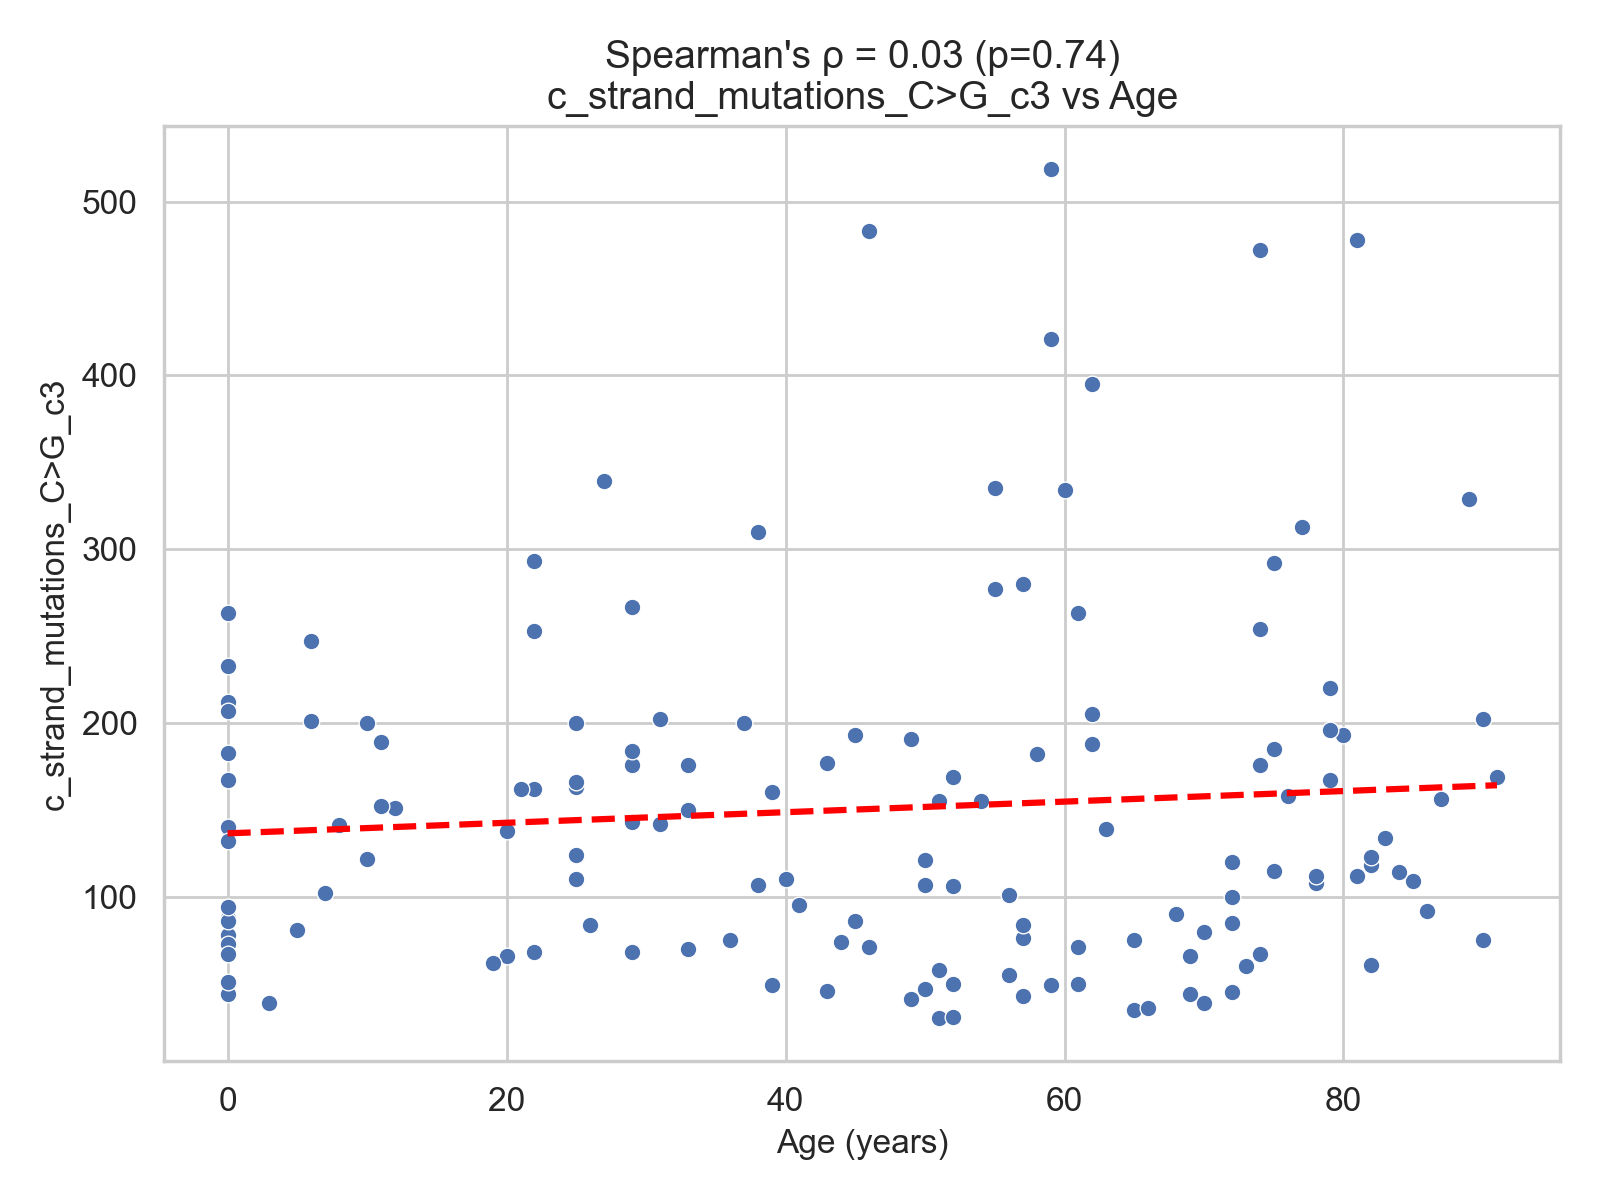 Spearman's ρ = 0.03 (p=0.74)
c_strand_mutations_C>G_c3 vs Age
c_strand_mutations_C>G_c3
500
400
300
200
100
0
20
40
60
80
Age (years)